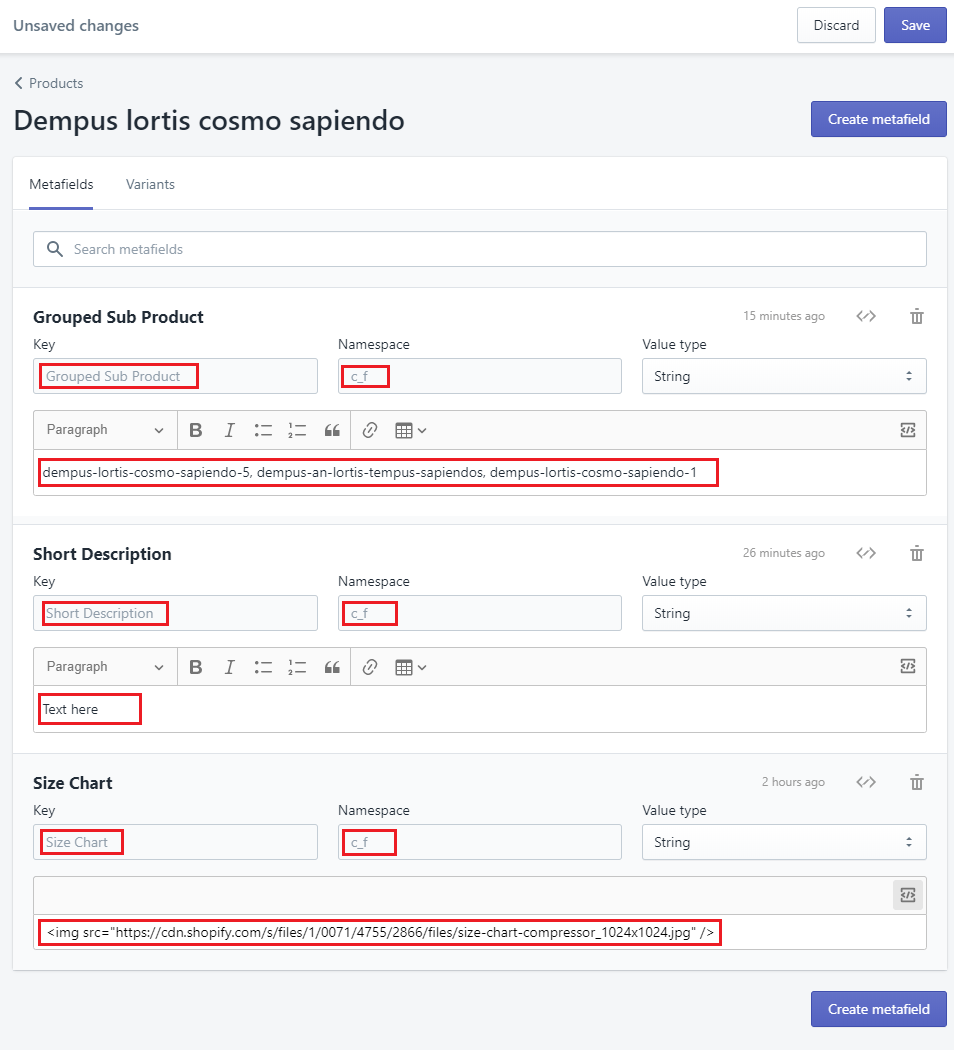 Unsaved changes
Discard
Save
Products
Dempus lortis cosmo sapiendo
Create metafield
Metafields
Variants
Search metafields
Grouped Sub Product
15 minutes ago
Key
Namespace
Value type
Grouped Sub Product
c_f
String
Paragraph
B
I
dempus-lortis-cosmo-sapiendo-5, dempus-an-lortis-tempus-sapiendos, dempus-lortis-cosmo-sapiendo-1
Short Description
26 minutes ago
Key
Namespace
Value type
Short Description
c_f
String
Paragraph
B
I
Text here
Size Chart
2 hours ago
Key
Namespace
Value type
Size Chart
c_f
String
<img src="https://cdn.shopify.com/s/files/1/0071/4755/2866/files/size-chart-compressor_1024x1024.jpg" />
Create metafield